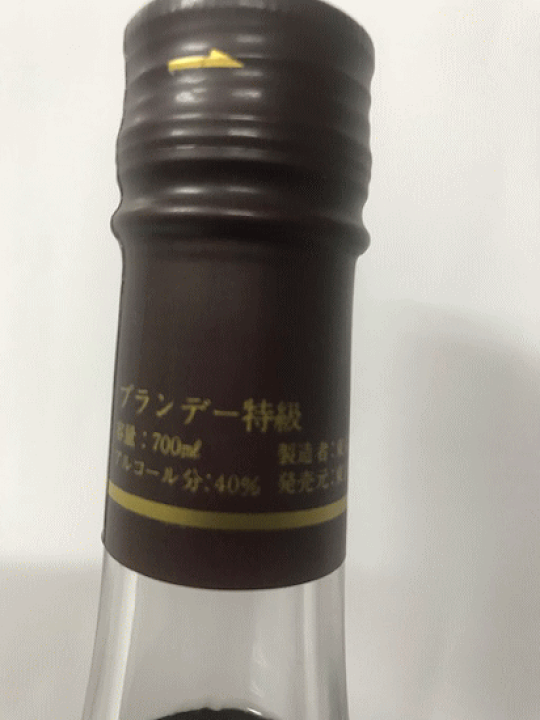 ブランデー特級
容量：700ml
製造者：
アルコール分：40%
発売元：